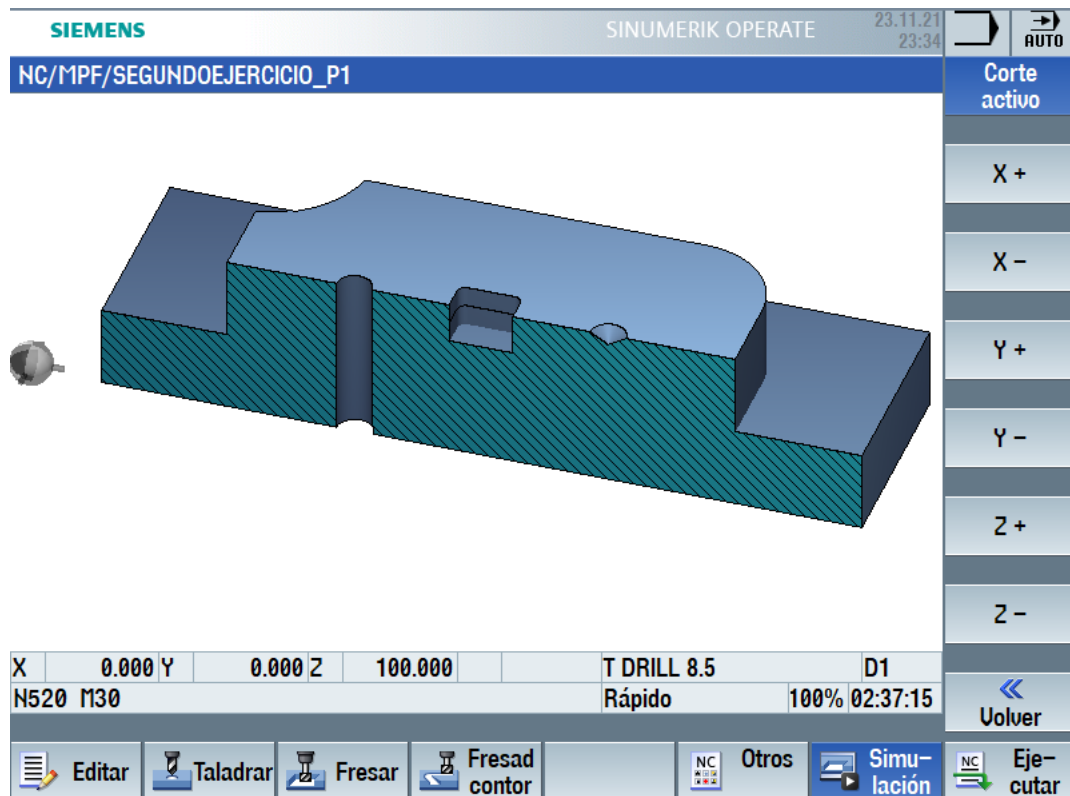 SIEMENS
SINUMERIK OPERATE
23.11.21
23:34
AUTO
NC/MPF/SEGUNDOEJERCICIO_P1
Corte
activo
X +
X -
Y +
Y -
Z +
Z -
X 0.000 Y 0.000 Z 100.000 T DRILL 8.5 D1
N520 M30 Rápido 100% 02:37:15
Volver
Editar
Taladrar
Fresar
Fresad
contor
NC
Otros
Simu-
lación
NC
Eje-
cutar